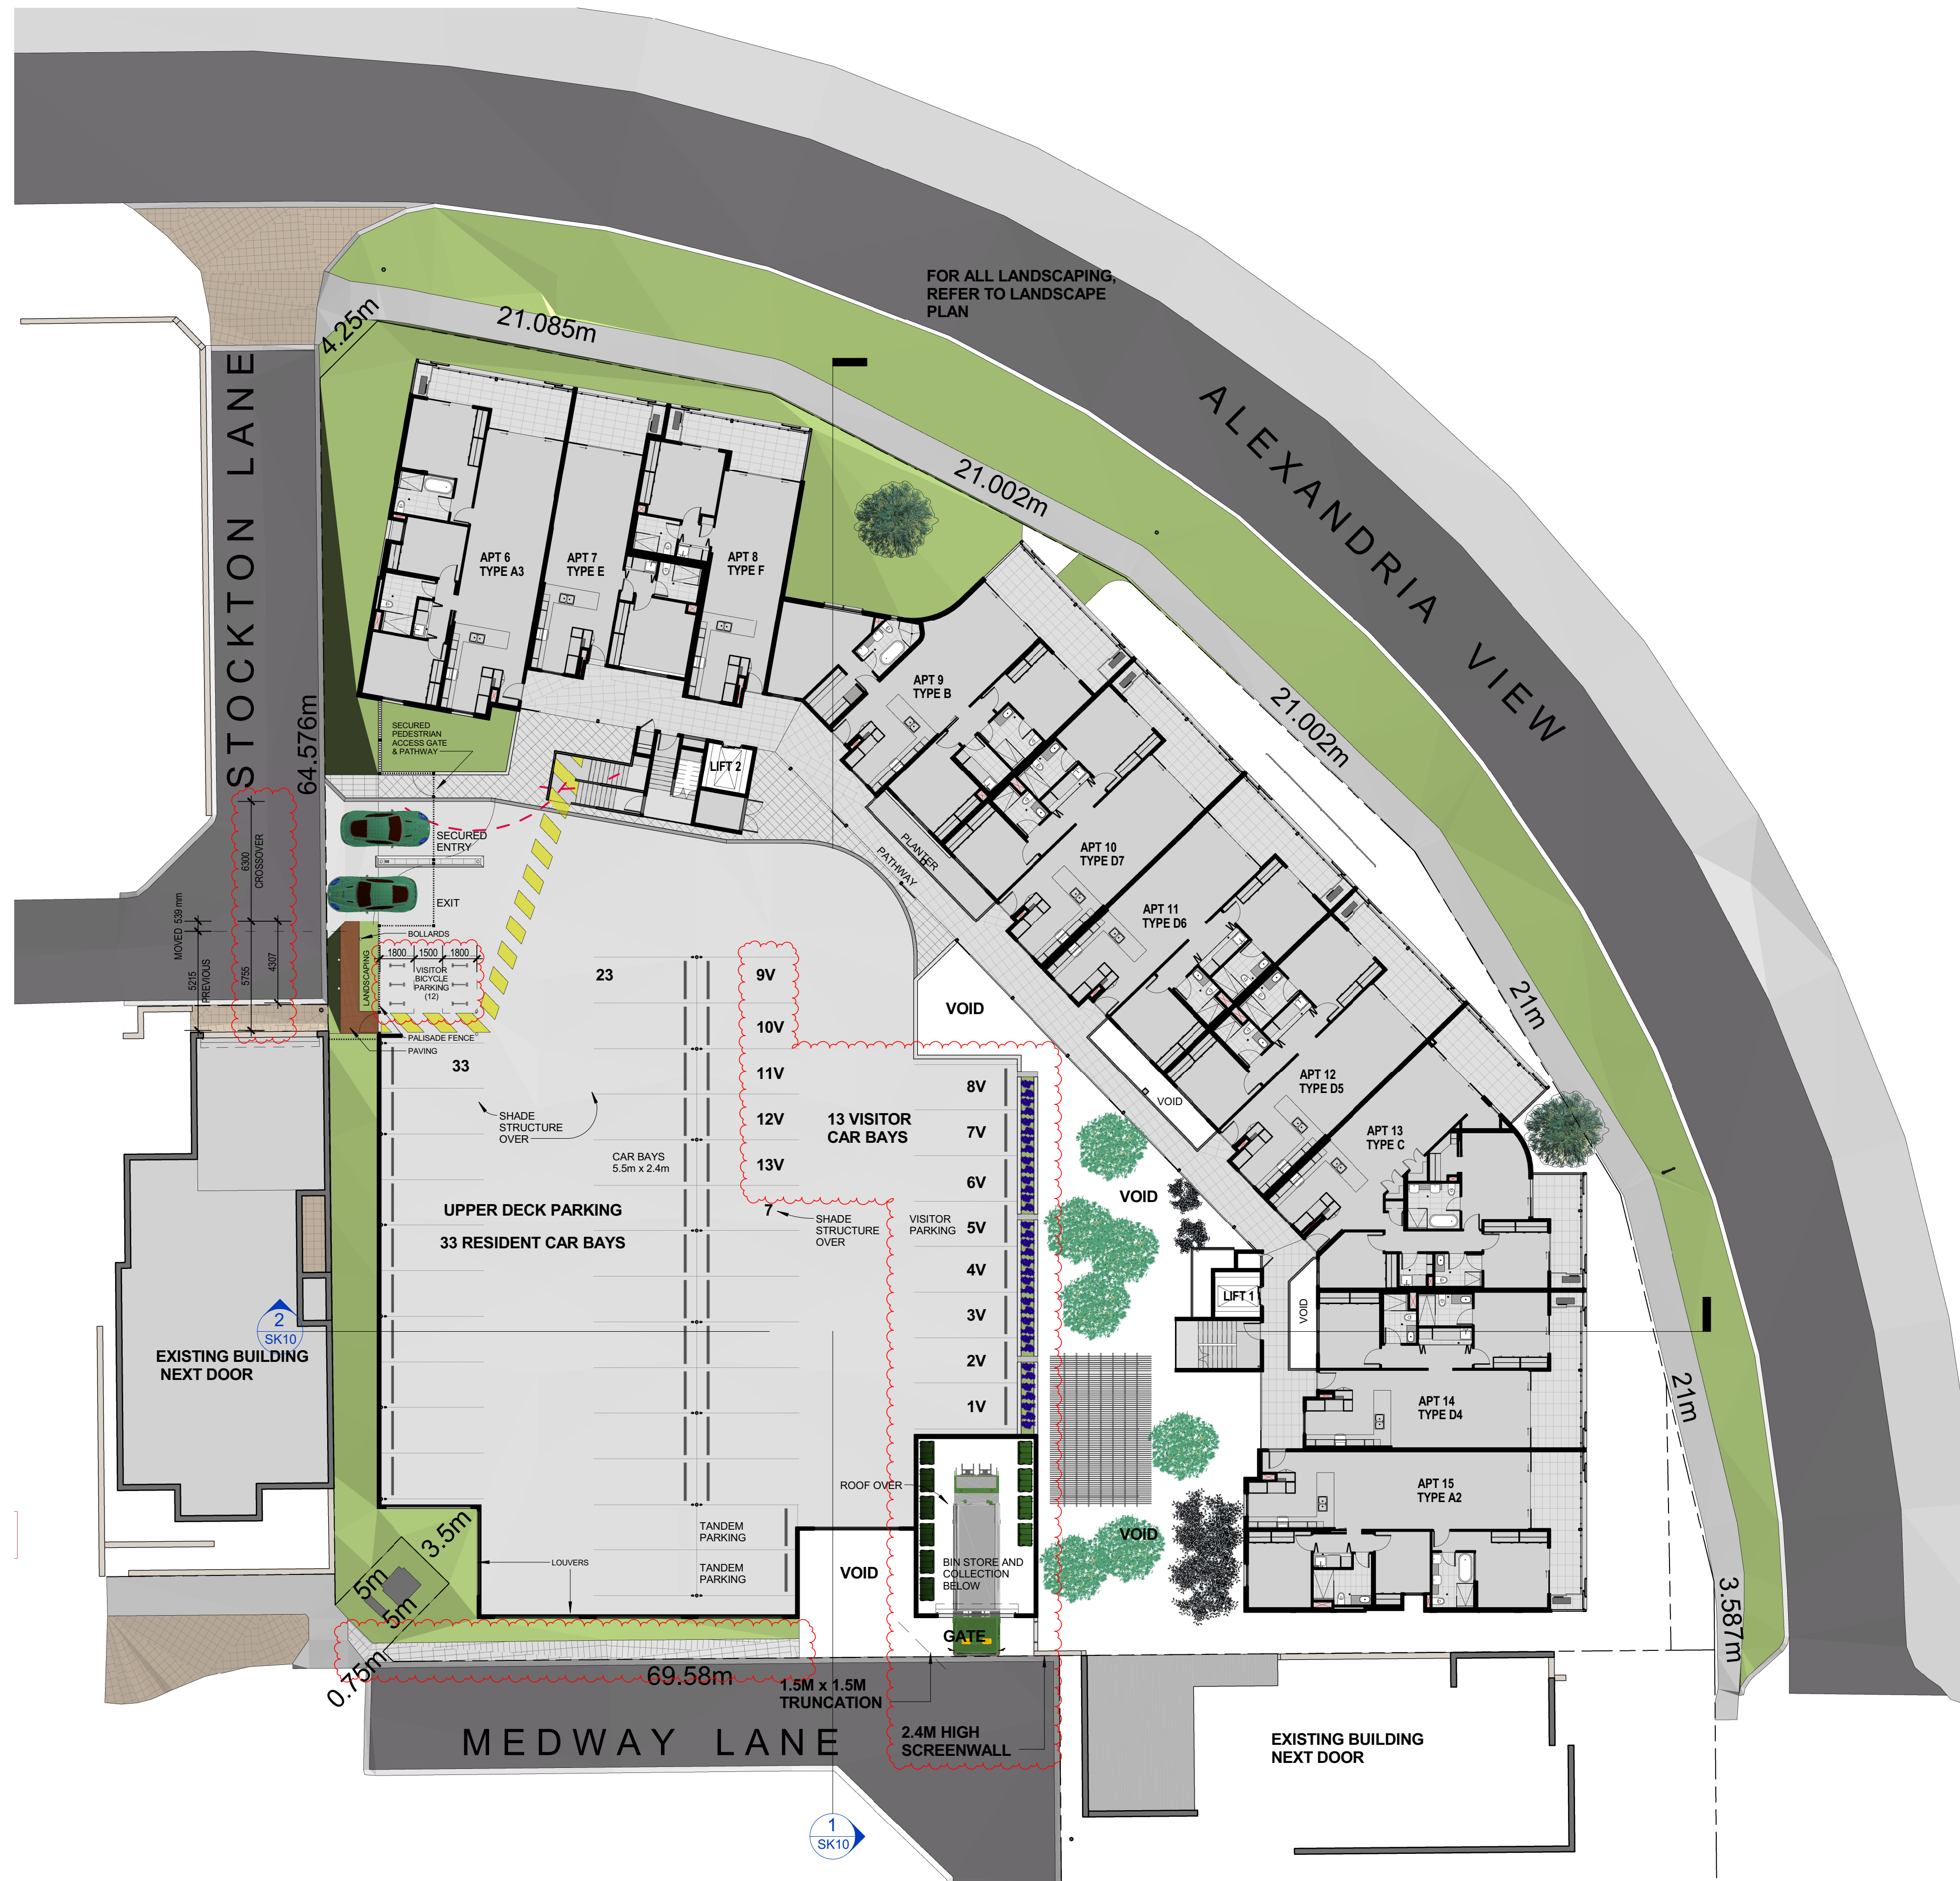 FOR ALL LANDSCAPING,
REFER TO LANDSCAPE
PLAN
ALEXANDRIA VIEW
STOCKTON LANE
MEDWAY LANE
4.25m
21.085m
21.002m
21.002m
21m
21m
3.587m
64.576m
69.58m
0.75m
5m
5m
3.5m
APT 6
TYPE A3
APT 7
TYPE E
APT 8
TYPE F
APT 9
TYPE B
APT 10
TYPE D7
APT 11
TYPE D6
APT 12
TYPE D5
APT 13
TYPE C
APT 14
TYPE D4
APT 15
TYPE A2
SECURED
PEDESTRIAN
ACCESS GATE
& PATHWAY
LIFT 2
PLANTER
PATHWAY
SECURED
ENTRY
EXIT
6300
CROSSOVER
MOVED 539 mm
5215
PREVIOUS
5755
4307
BOLLARDS
LANDSCAPING
1800
1500
1800
VISITOR
BICYCLE
PARKING
(12)
PALISADE FENCE
PAVING
23
33
7
9V
10V
11V
12V
13V
13 VISITOR
CAR BAYS
8V
7V
6V
5V
4V
3V
2V
1V
VISITOR
PARKING
SHADE
STRUCTURE
OVER
CAR BAYS
5.5m x 2.4m
UPPER DECK PARKING
33 RESIDENT CAR BAYS
SHADE
STRUCTURE
OVER
VOID
VOID
VOID
LIFT 1
VOID
VOID
VOID
2
SK10
EXISTING BUILDING
NEXT DOOR
ROOF OVER
TANDEM
PARKING
TANDEM
PARKING
LOUVERS
BIN STORE AND
COLLECTION
BELOW
GATE
1.5M x 1.5M
TRUNCATION
2.4M HIGH
SCREENWALL
EXISTING BUILDING
NEXT DOOR
1
SK10